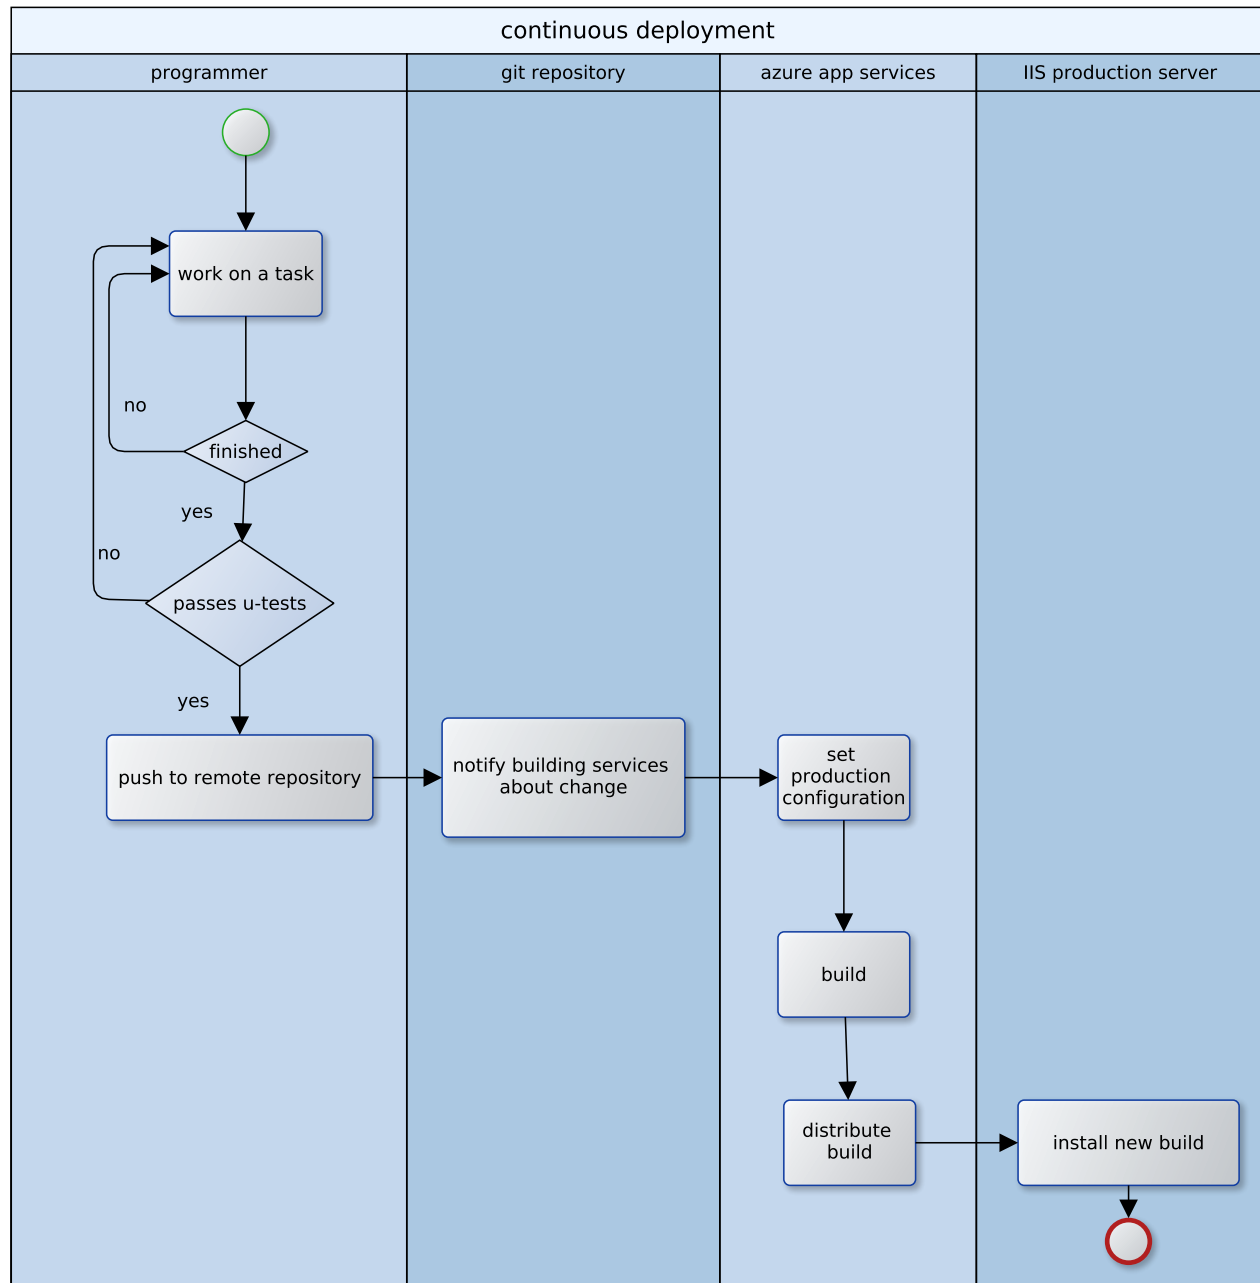 continuous deployment
programmer
git repository
azure app services
IIS production server
work on a task
no
finished
yes
no
passes u-tests
yes
push to remote repository
notify building services
about change
set
production
configuration
build
distribute
build
install new build